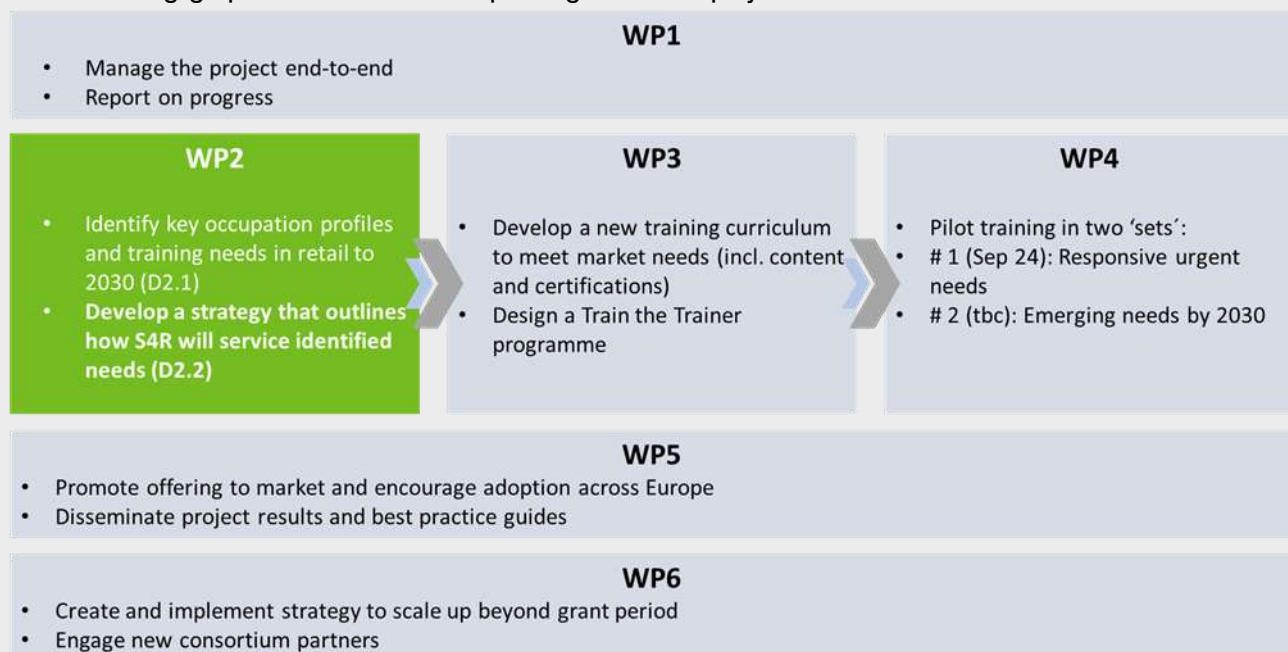 WP1
• Manage the project end-to-end
• Report on progress
WP2
• Identify key occupation profiles
and training needs in retail to
2030 (D2.1)
• Develop a strategy that outlines
how S4R will service identified
needs (D2.2)
WP3
• Develop a new training curriculum
to meet market needs (incl. content
and certifications)
• Design a Train the Trainer
programme
WP4
• Pilot training in two ‘sets´:
• # 1 (Sep 24): Responsive urgent
needs
• # 2 (tbc): Emerging needs by 2030
WP5
• Promote offering to market and encourage adoption across Europe
• Disseminate project results and best practice guides
WP6
• Create and implement strategy to scale up beyond grant period
• Engage new consortium partners